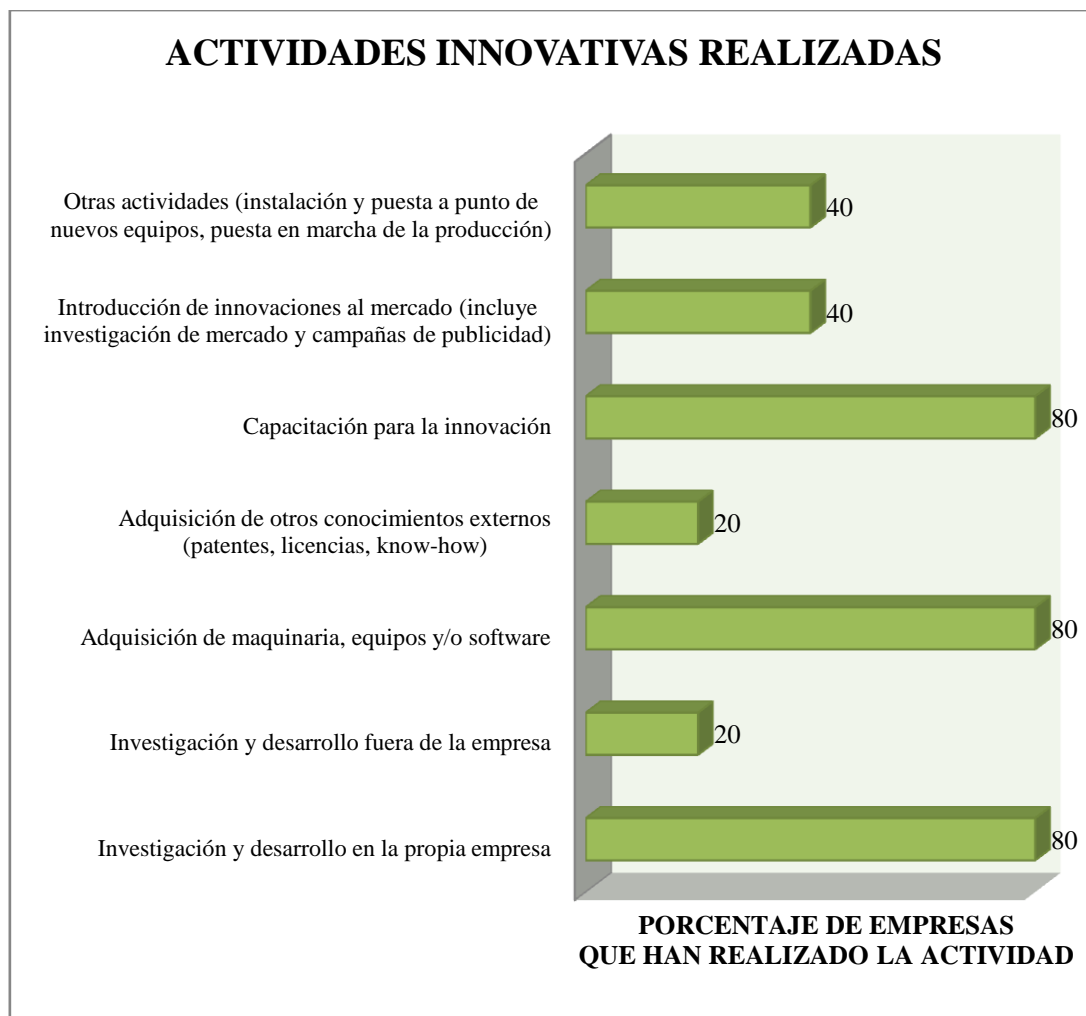 ACTIVIDADES INNOVATIVAS REALIZADAS
Otras actividades (instalación y puesta a punto de
nuevos equipos, puesta en marcha de la producción)
40
Introducción de innovaciones al mercado (incluye
investigación de mercado y campañas de publicidad)
40
Capacitación para la innovación
80
Adquisición de otros conocimientos externos
(patentes, licencias, know-how)
20
Adquisición de maquinaria, equipos y/o software
80
Investigación y desarrollo fuera de la empresa
20
Investigación y desarrollo en la propia empresa
80
PORCENTAJE DE EMPRESAS
QUE HAN REALIZADO LA ACTIVIDAD